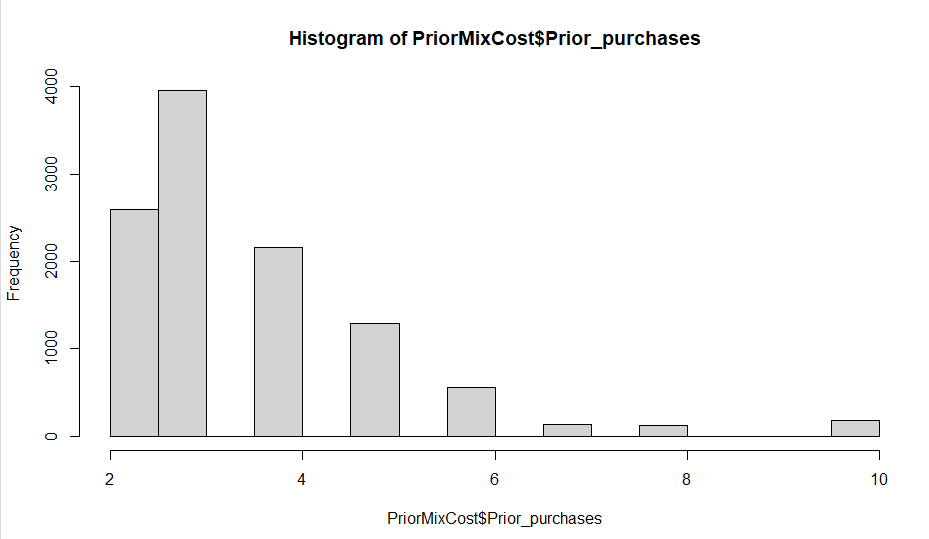 Histogram of PriorMixCost$Prior_purchases
Frequency
4000
3000
2000
1000
0
2 4 6 8 10
PriorMixCost$Prior_purchases